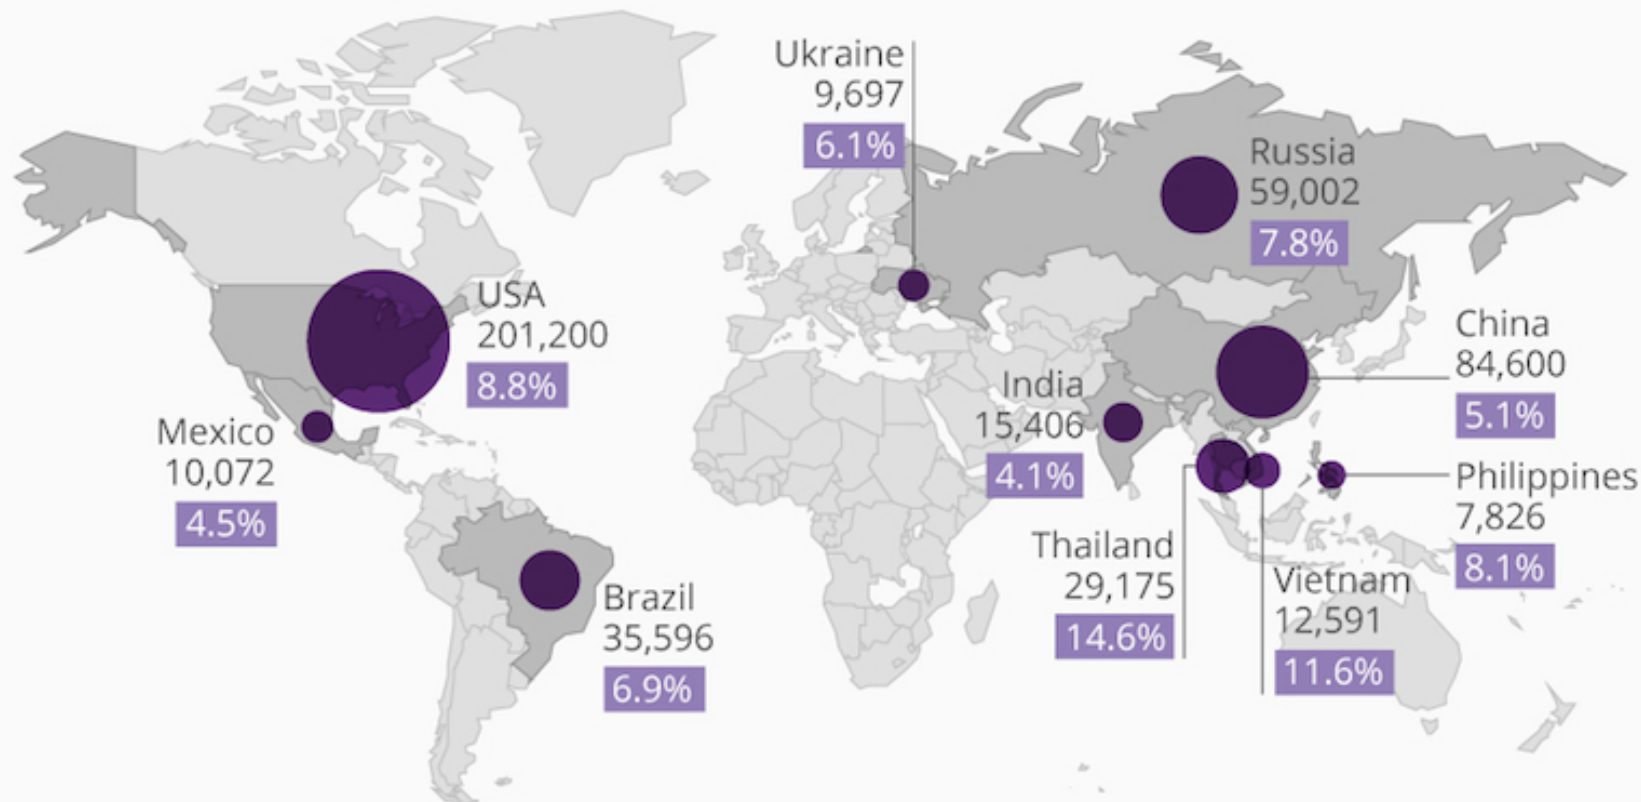 Ukraine
9,697
6.1%
Russia
59,002
7.8%
USA
201,200
8.8%
China
84,600
5.1%
India
15,406
4.1%
Mexico
10,072
4.5%
Philippines
7,826
8.1%
Thailand
29,175
14.6%
Vietnam
12,591
11.6%
Brazil
35,596
6.9%